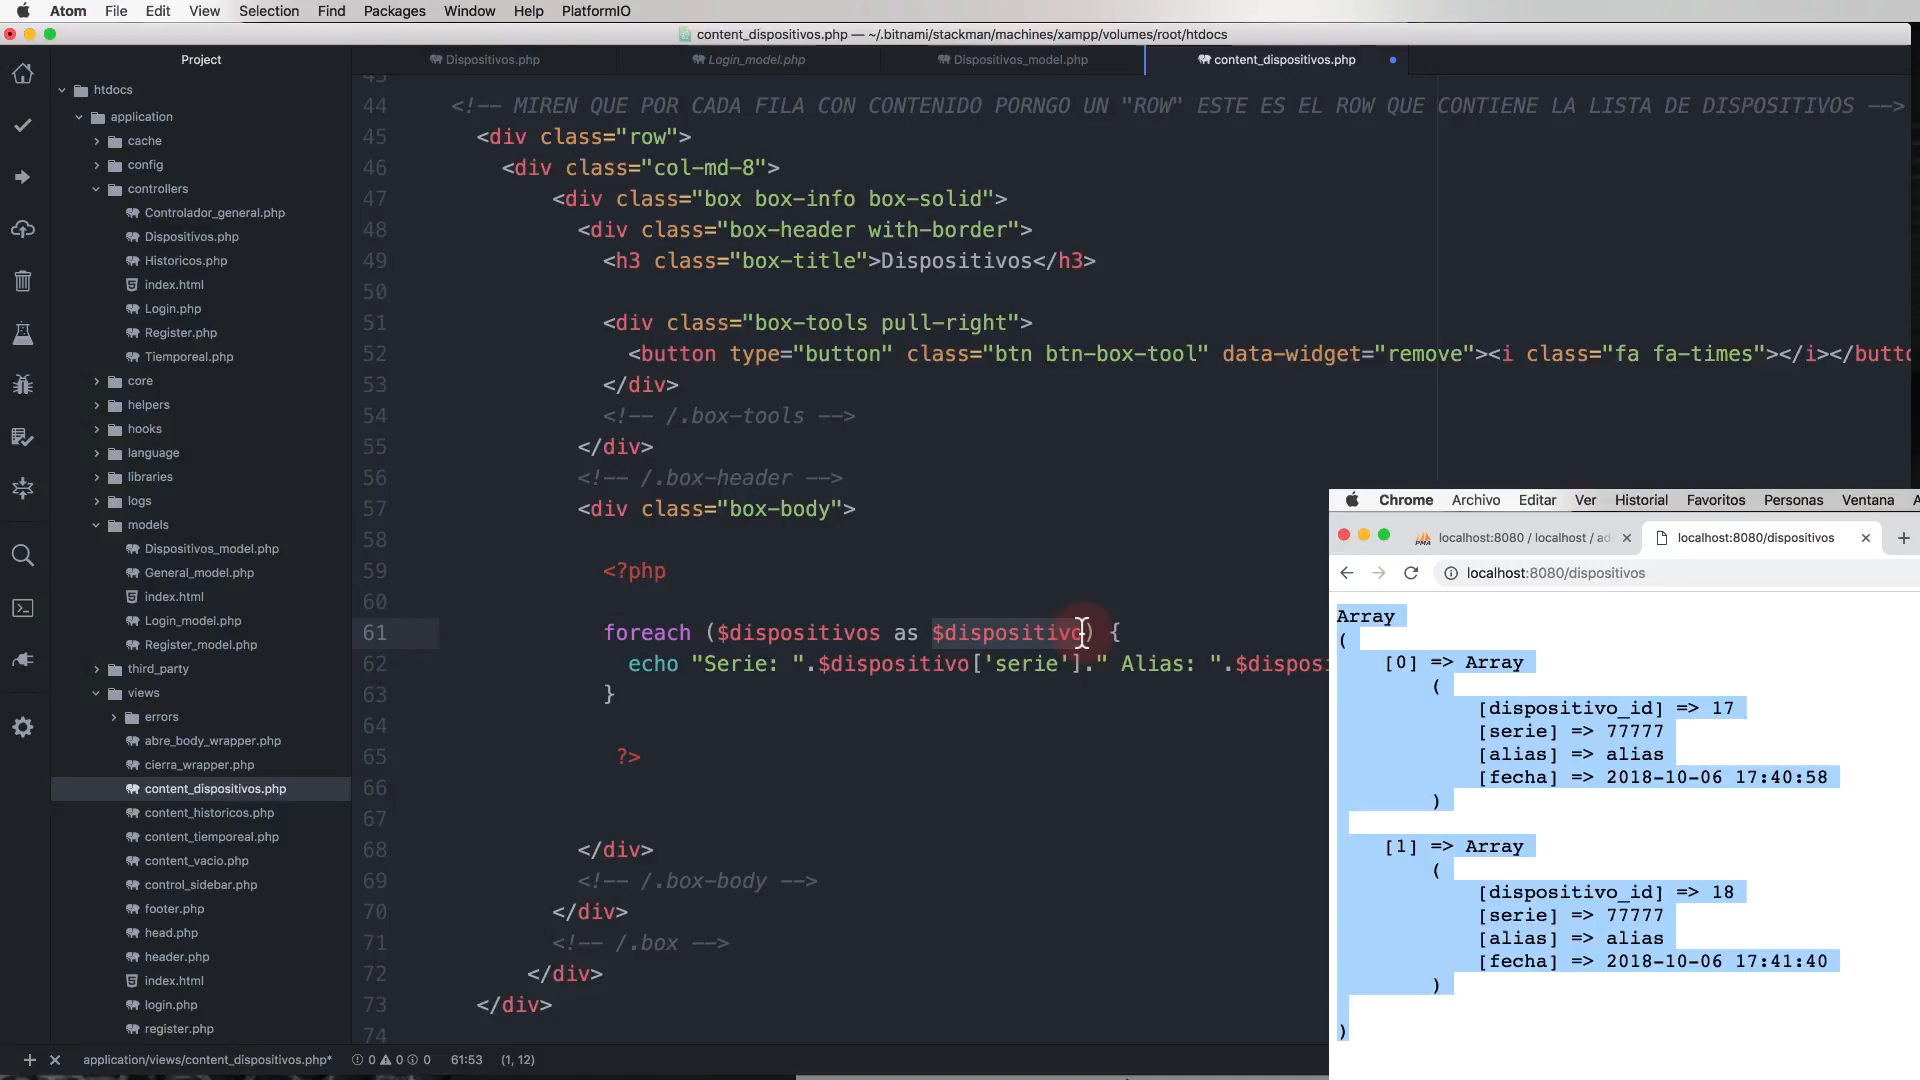 Atom File Edit View Selection Find Packages Window Help PlatformIO
content_dispositivos.php — ~/.bitnami/stackman/machines/xampp/volumes/root/htdocs
Project
Dispositivos.php
Login_model.php
Dispositivos_model.php
content_dispositivos.php
htdocs
application
cache
config
controllers
Controlador_general.php
Dispositivos.php
Historicos.php
index.html
Login.php
Register.php
Tiemporeal.php
core
helpers
hooks
language
libraries
logs
models
Dispositivos_model.php
General_model.php
index.html
Login_model.php
Register_model.php
third_party
views
errors
abre_body_wrapper.php
cierra_wrapper.php
content_dispositivos.php
content_historicos.php
content_tiemporeal.php
content_vacio.php
control_sidebar.php
footer.php
head.php
header.php
index.html
login.php
register.php
43
44 <!-- MIREN QUE POR CADA FILA CON CONTENIDO PORNGO UN "ROW" ESTE ES EL ROW QUE CONTIENE LA LISTA DE DISPOSITIVOS -->
45 <div class="row">
46 <div class="col-md-8">
47 <div class="box box-info box-solid">
48 <div class="box-header with-border">
49 <h3 class="box-title">Dispositivos</h3>
50
51 <div class="box-tools pull-right">
52 <button type="button" class="btn btn-box-tool" data-widget="remove"><i class="fa fa-times"></i></butto
53 </div>
54 <!-- /.box-tools -->
55 </div>
56 <!-- /.box-header -->
57 <div class="box-body">
58
59 <?php
60
61 foreach ($dispositivos as $dispositivo) {
62 echo "Serie: ".$dispositivo['serie']." Alias: ".$disposi
63 }
64
65 ?>
66
67
68 </div>
69 <!-- /.box-body -->
70 </div>
71 <!-- /.box -->
72 </div>
73 </div>
74
application/views/content_dispositivos.php* 0 0 0 61:53 (1, 12)
Chrome Archivo Editar Ver Historial Favoritos Personas Ventana A
PMA localhost:8080 / localhost / ad
localhost:8080/dispositivos
localhost:8080/dispositivos
Array
(
[0] => Array
(
[dispositivo_id] => 17
[serie] => 77777
[alias] => alias
[fecha] => 2018-10-06 17:40:58
)
[1] => Array
(
[dispositivo_id] => 18
[serie] => 77777
[alias] => alias
[fecha] => 2018-10-06 17:41:40
)
)